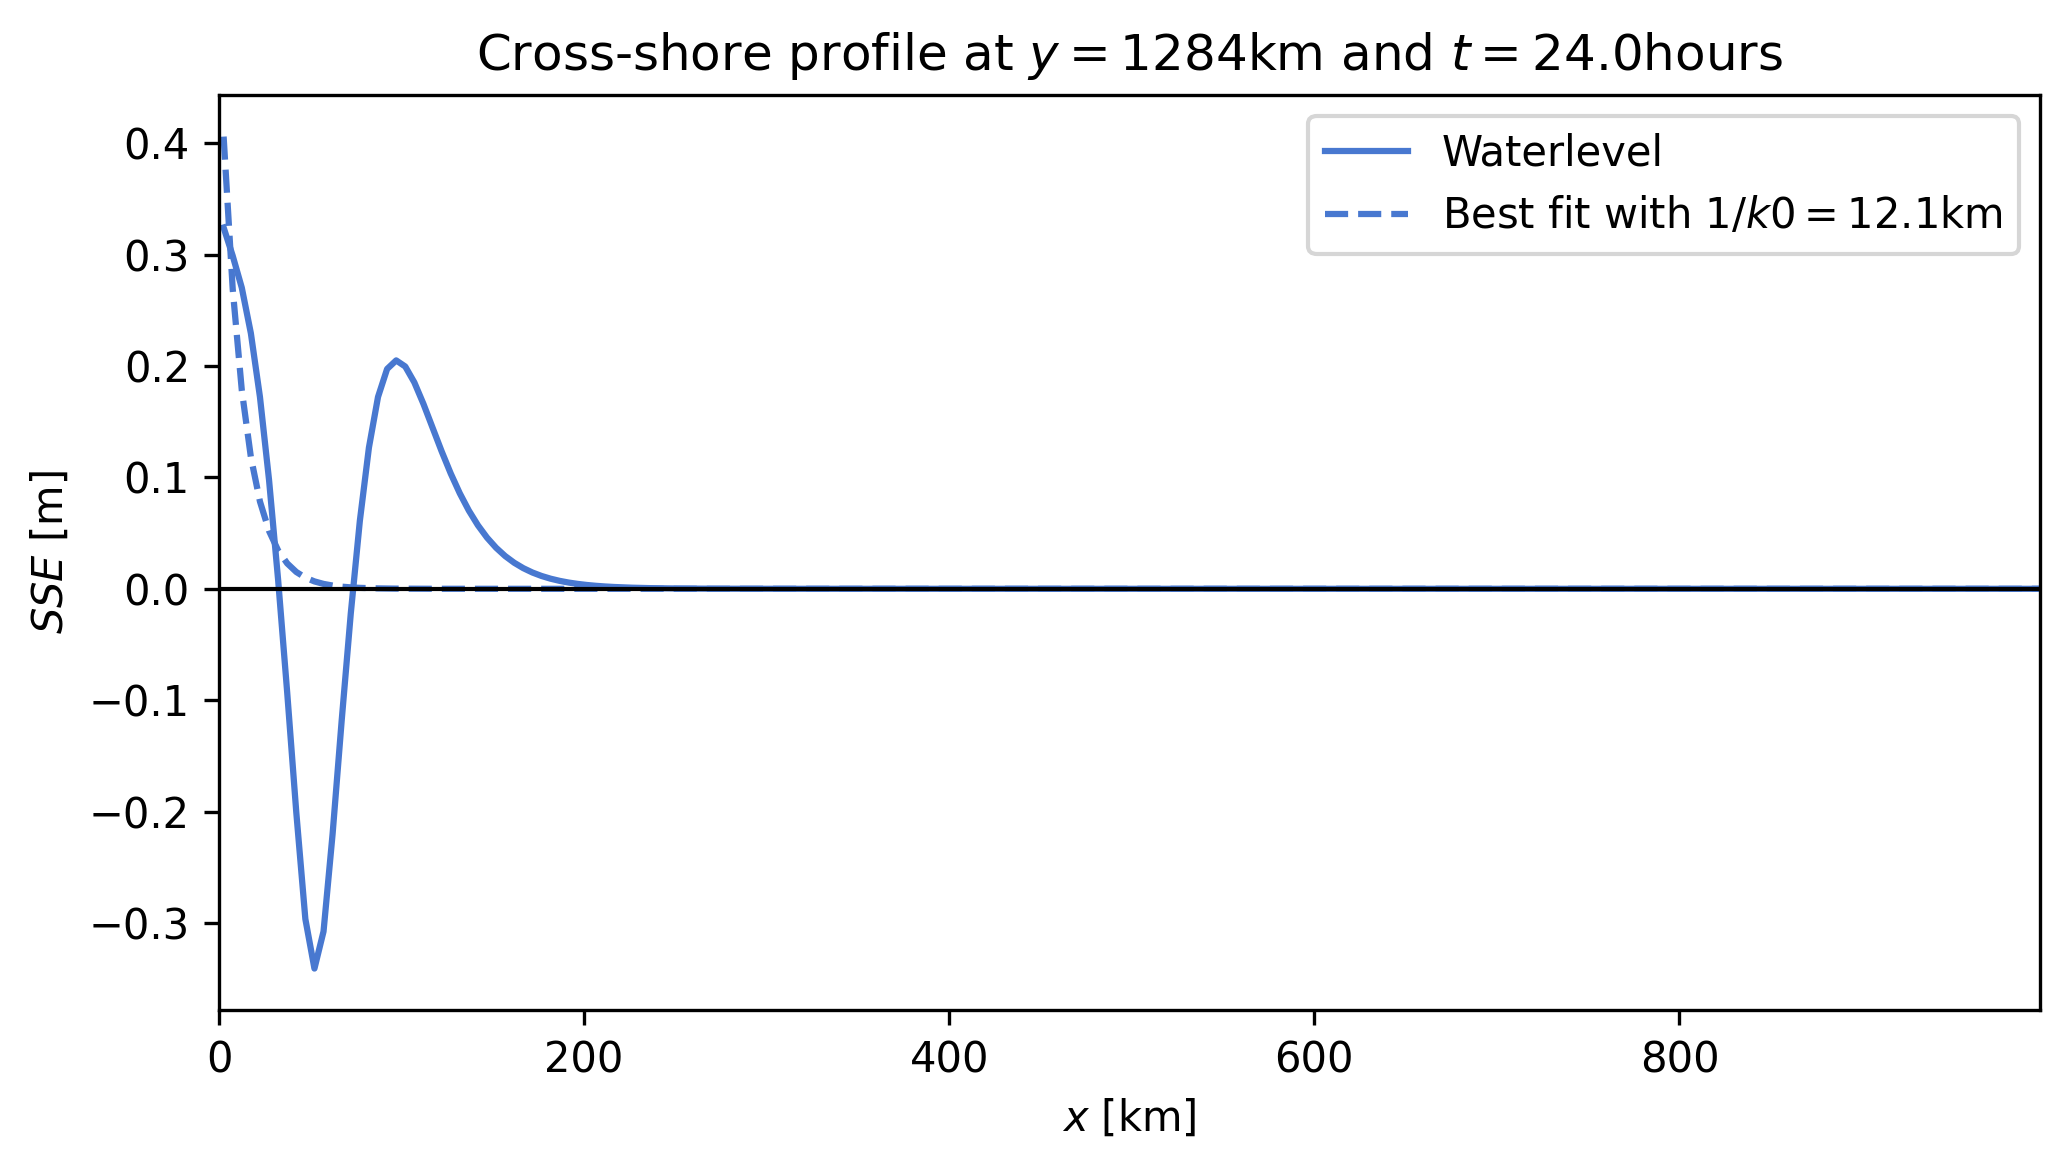 Cross-shore profile at y = 1284km and t = 24.0hours
Waterlevel
Best fit with 1/k0 = 12.1km
0.4
0.3
0.2
0.1
0.0
−0.1
−0.2
−0.3
SSE [m]
0 200 400 600 800
x [km]